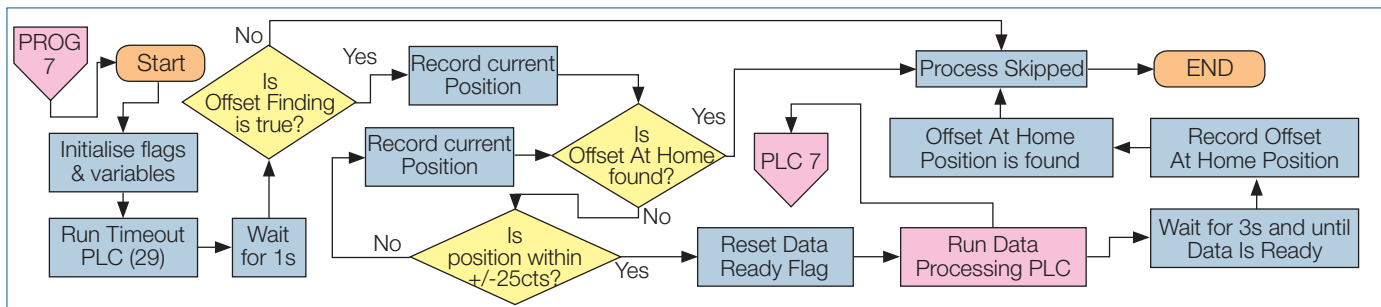 PROG
7
Start
Initialise flags
& variables
Run Timeout
PLC (29)
Wait
for 1s
Is
Offset Finding
is true?
No
Yes
Record current
Position
Record current
Position
Is
Offset At Home
found?
Yes
No
Is
position within
+/-25cts?
No
Yes
Reset Data
Ready Flag
Run Data
Processing PLC
PLC 7
Wait for 3s and until
Data Is Ready
Record Offset
At Home Position
Offset At Home
Position is found
Process Skipped
END